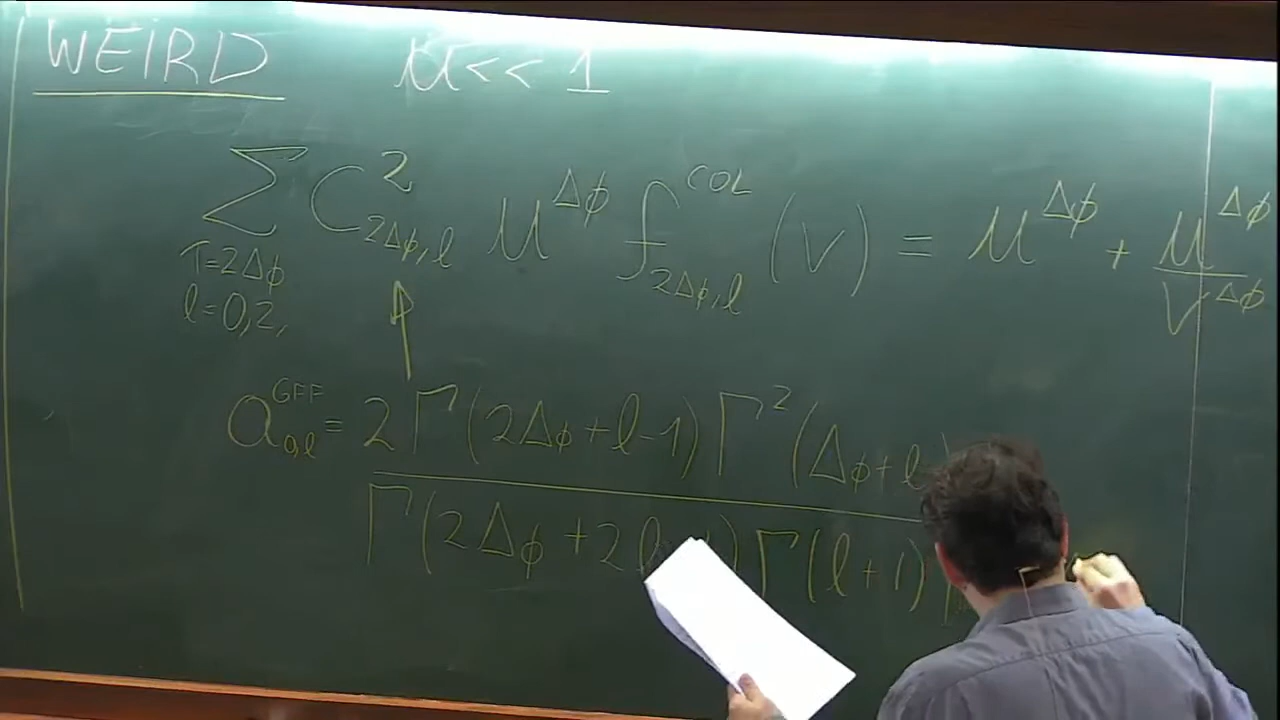 WEIRD u << 1
∑ C²_{2Δϕ,ℓ} u^{Δϕ} f^{COL}_{2Δϕ,ℓ} (v) = u^{Δϕ} + u^{Δϕ} / v^{Δϕ}
τ=2Δϕ
ℓ=0,2,
a^{GFF}_{0,ℓ} = 2Γ(2Δϕ+ℓ-1)Γ²(Δϕ+ℓ
Γ(2Δϕ+2ℓ Γ(ℓ+1)